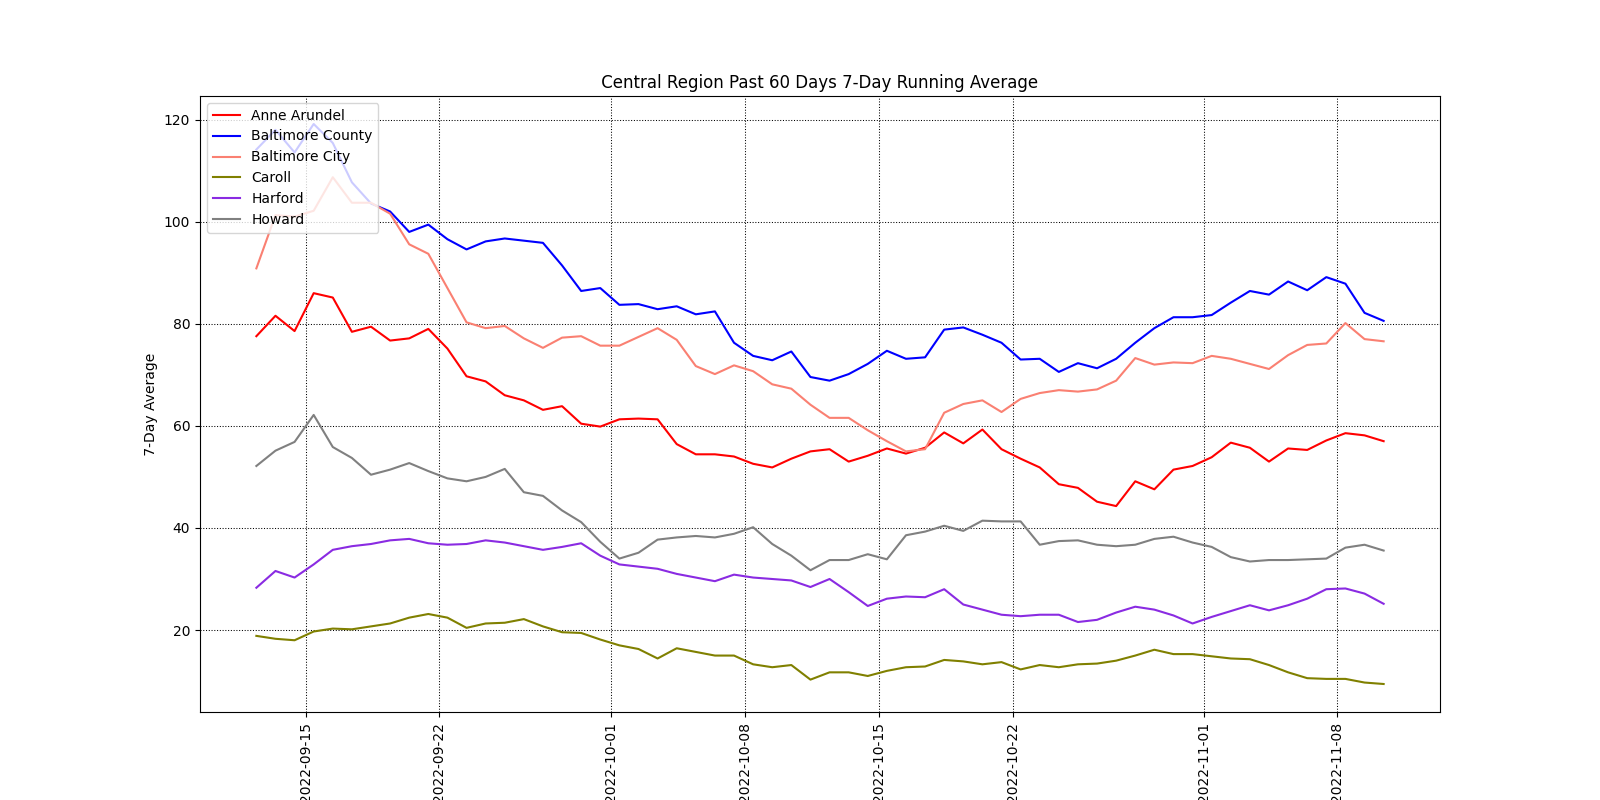 Central Region Past 60 Days 7-Day Running Average
Anne Arundel
Baltimore County
Baltimore City
Caroll
Harford
Howard
120
100
80
60
40
20
7-Day Average
2022-09-15
2022-09-22
2022-10-01
2022-10-08
2022-10-15
2022-10-22
2022-11-01
2022-11-08